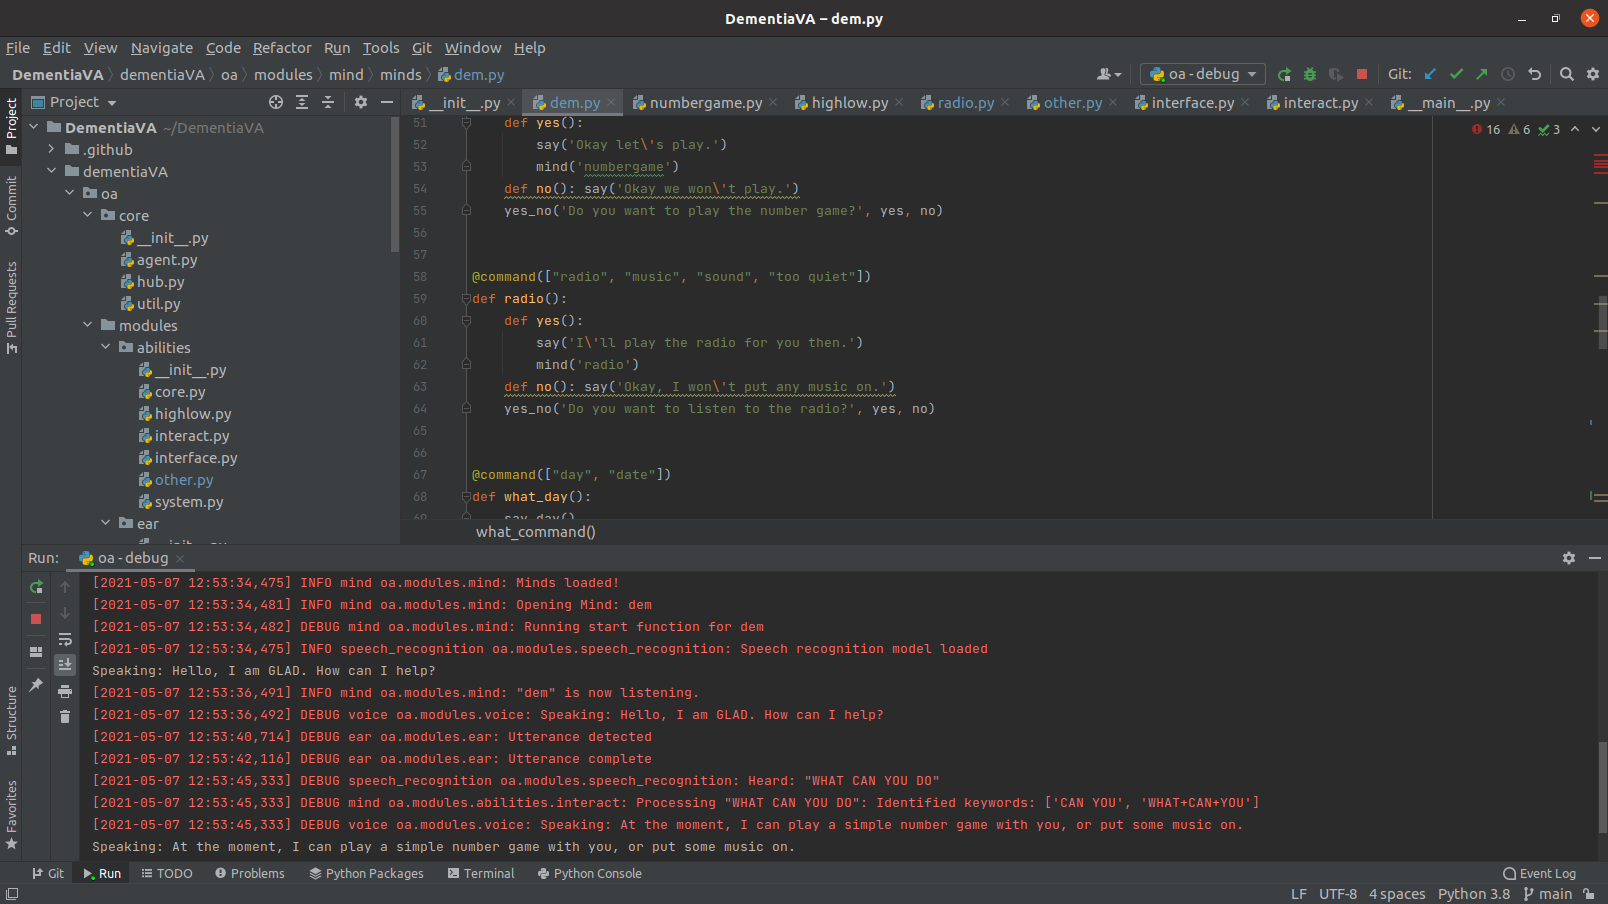 DementiaVA – dem.py
File Edit View Navigate Code Refactor Run Tools Git Window Help
DementiaVA dementiaVA oa modules mind minds dem.py
oa - debug
Git:
Project
__init__.py dem.py numbergame.py highlow.py radio.py other.py interface.py interact.py __main__.py
Project
Commit
Pull Requests
Structure
Favorites
DementiaVA ~/DementiaVA
.github
dementiaVA
oa
core
__init__.py
agent.py
hub.py
util.py
modules
abilities
__init__.py
core.py
highlow.py
interact.py
interface.py
other.py
system.py
ear
16 6 3
51 def yes():
52 say('Okay let\'s play.')
53 mind('numbergame')
54 def no(): say('Okay we won\'t play.')
55 yes_no('Do you want to play the number game?', yes, no)
56
57
58 @command(["radio", "music", "sound", "too quiet"])
59 def radio():
60 def yes():
61 say('I\'ll play the radio for you then.')
62 mind('radio')
63 def no(): say('Okay, I won\'t put any music on.')
64 yes_no('Do you want to listen to the radio?', yes, no)
65
66
67 @command(["day", "date"])
68 def what_day():
69 say_day()
what_command()
Run: oa - debug
[2021-05-07 12:53:34,475] INFO mind oa.modules.mind: Minds loaded!
[2021-05-07 12:53:34,481] INFO mind oa.modules.mind: Opening Mind: dem
[2021-05-07 12:53:34,482] DEBUG mind oa.modules.mind: Running start function for dem
[2021-05-07 12:53:34,475] INFO speech_recognition oa.modules.speech_recognition: Speech recognition model loaded
Speaking: Hello, I am GLAD. How can I help?
[2021-05-07 12:53:36,491] INFO mind oa.modules.mind: "dem" is now listening.
[2021-05-07 12:53:36,492] DEBUG voice oa.modules.voice: Speaking: Hello, I am GLAD. How can I help?
[2021-05-07 12:53:40,714] DEBUG ear oa.modules.ear: Utterance detected
[2021-05-07 12:53:42,116] DEBUG ear oa.modules.ear: Utterance complete
[2021-05-07 12:53:45,333] DEBUG speech_recognition oa.modules.speech_recognition: Heard: "WHAT CAN YOU DO"
[2021-05-07 12:53:45,333] DEBUG mind oa.modules.abilities.interact: Processing "WHAT CAN YOU DO": Identified keywords: ['CAN YOU', 'WHAT+CAN+YOU']
[2021-05-07 12:53:45,333] DEBUG voice oa.modules.voice: Speaking: At the moment, I can play a simple number game with you, or put some music on.
Speaking: At the moment, I can play a simple number game with you, or put some music on.
Git Run TODO Problems Python Packages Terminal Python Console Event Log
LF UTF-8 4 spaces Python 3.8 main